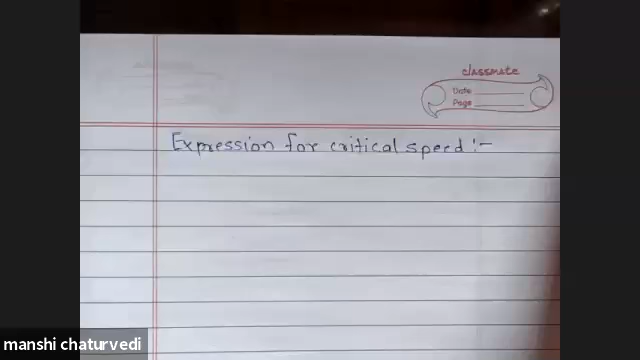 classmate
Date
Page
Expression for critical speed :-
manshi chaturvedi